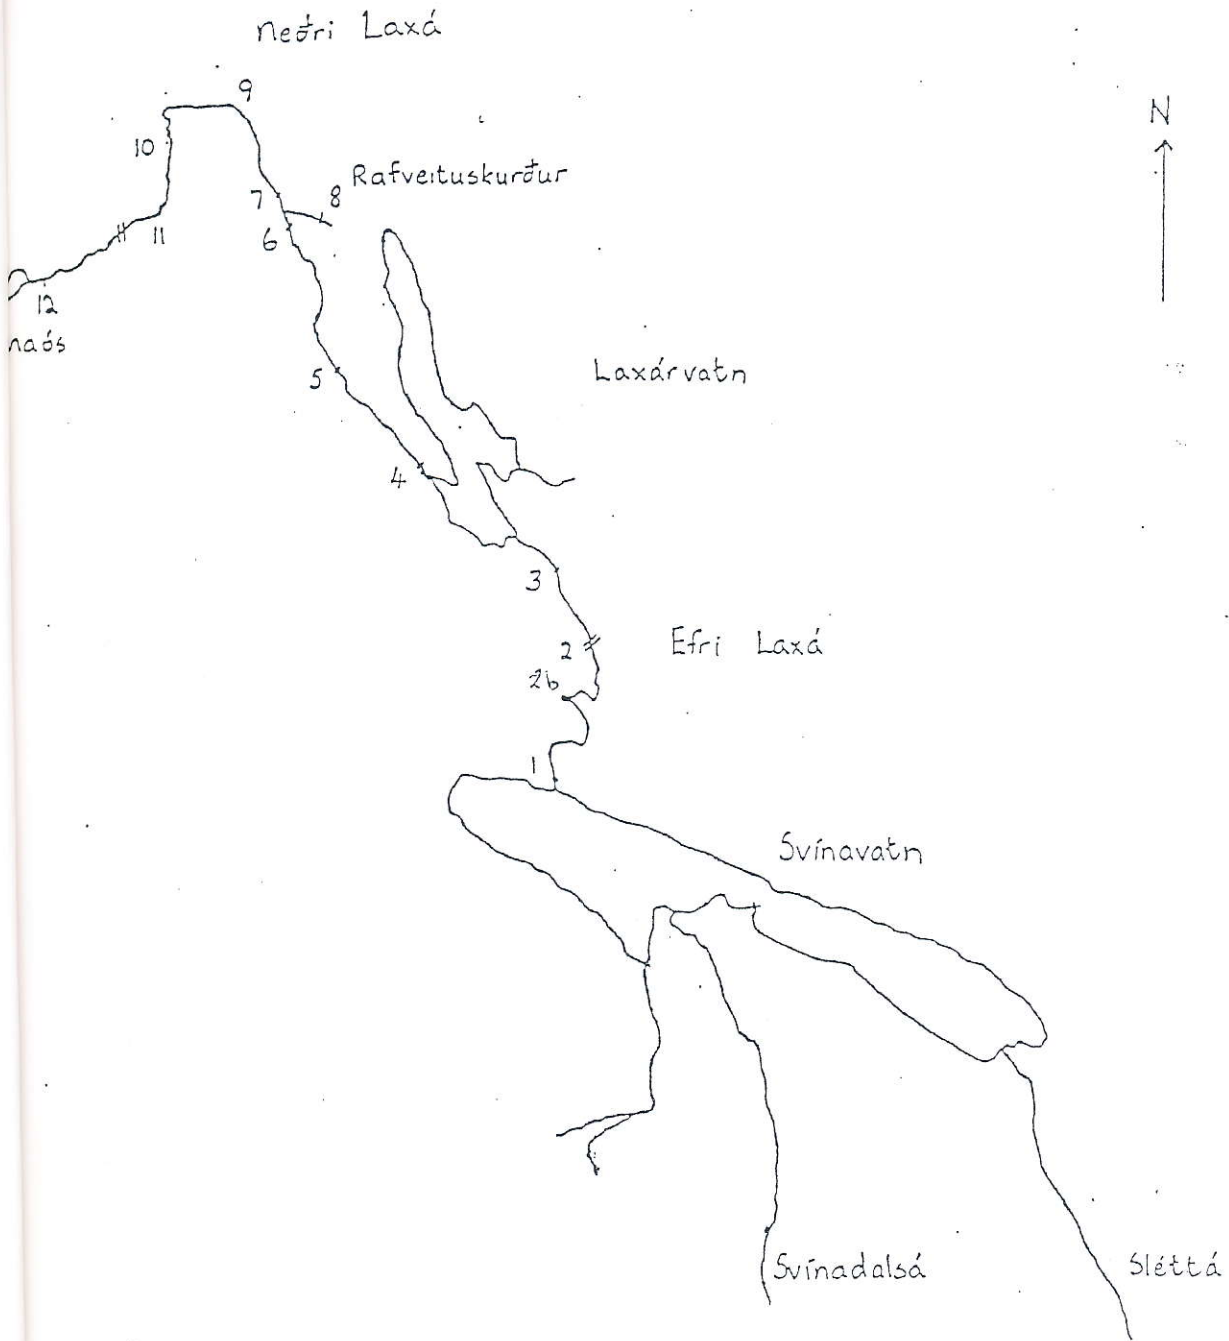 Neðri Laxá
9
N
10
Rafveituskurður
7
8
6
11
12
naós
Laxárvatn
5
4
3
Efri Laxá
2
2b
1
Svínavatn
Svínadalsá
Sléttá